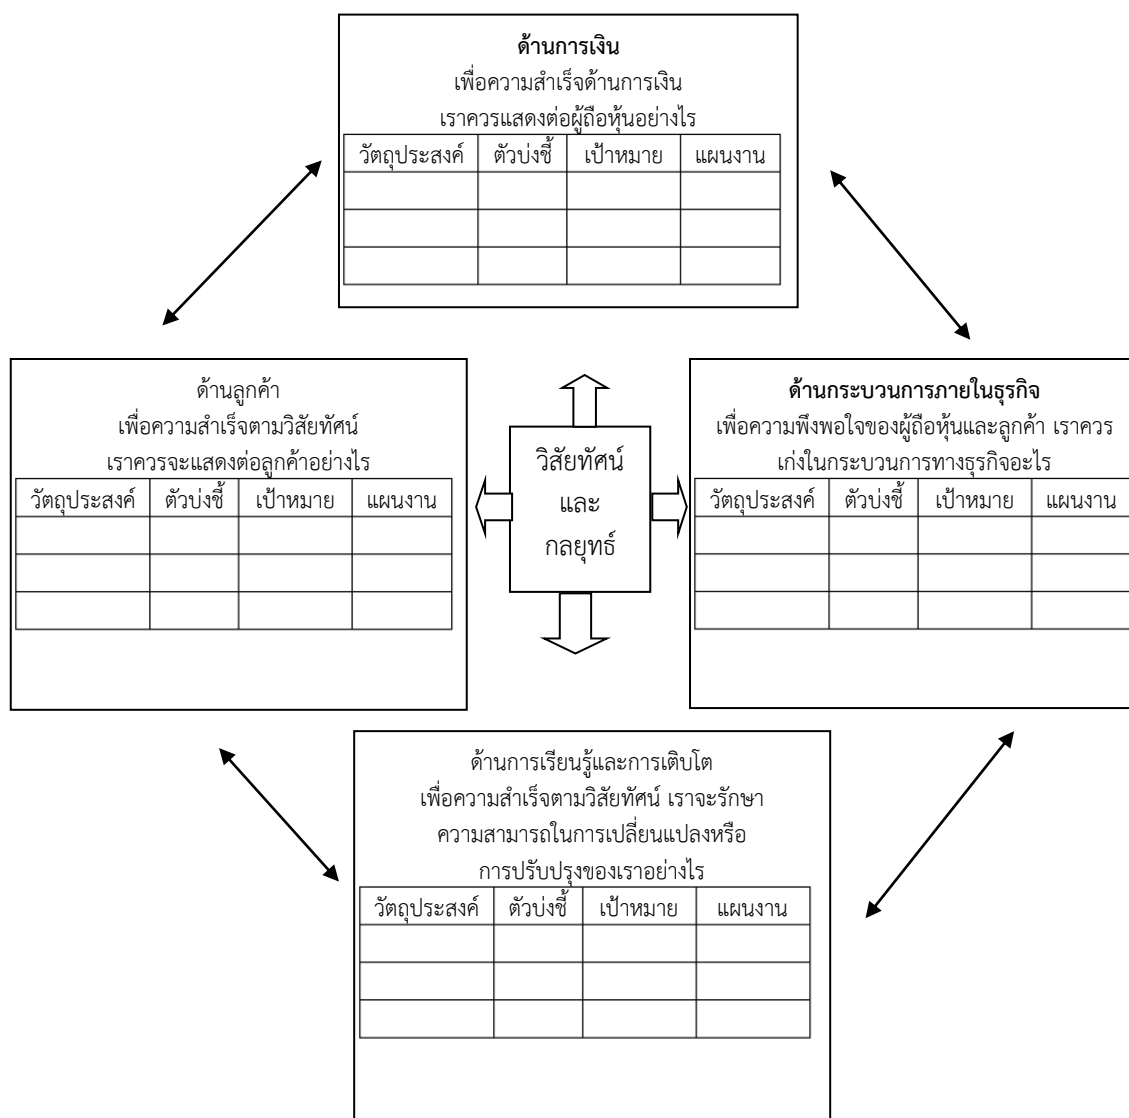 ด้านการเงิน
เพื่อความสำเร็จด้านการเงิน
เราควรแสดงต่อผู้ถือหุ้นอย่างไร
วัตถุประสงค์ ตัวบ่งชี้ เป้าหมาย แผนงาน
ด้านลูกค้า
เพื่อความสำเร็จตามวิสัยทัศน์
เราควรจะแสดงต่อลูกค้าอย่างไร
วัตถุประสงค์ ตัวบ่งชี้ เป้าหมาย แผนงาน
วิสัยทัศน์
และ
กลยุทธ์
ด้านกระบวนการภายในธุรกิจ
เพื่อความพึงพอใจของผู้ถือหุ้นและลูกค้า เราควร
เก่งในกระบวนการทางธุรกิจอะไร
วัตถุประสงค์ ตัวบ่งชี้ เป้าหมาย แผนงาน
ด้านการเรียนรู้และการเติบโต
เพื่อความสำเร็จตามวิสัยทัศน์ เราจะรักษา
ความสามารถในการเปลี่ยนแปลงหรือ
การปรับปรุงของเราอย่างไร
วัตถุประสงค์ ตัวบ่งชี้ เป้าหมาย แผนงาน